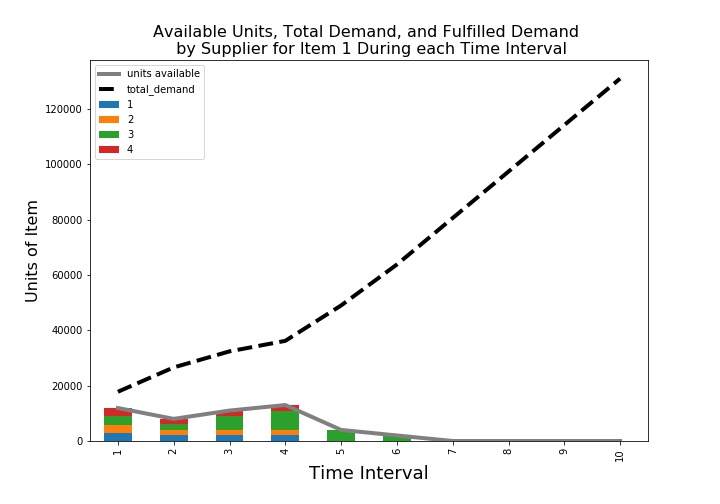 Available Units, Total Demand, and Fulfilled Demand
by Supplier for Item 1 During each Time Interval
units available
total_demand
1
2
3
4
120000
100000
80000
60000
40000
20000
0
Units of Item
1 2 3 4 5 6 7 8 9 10
Time Interval